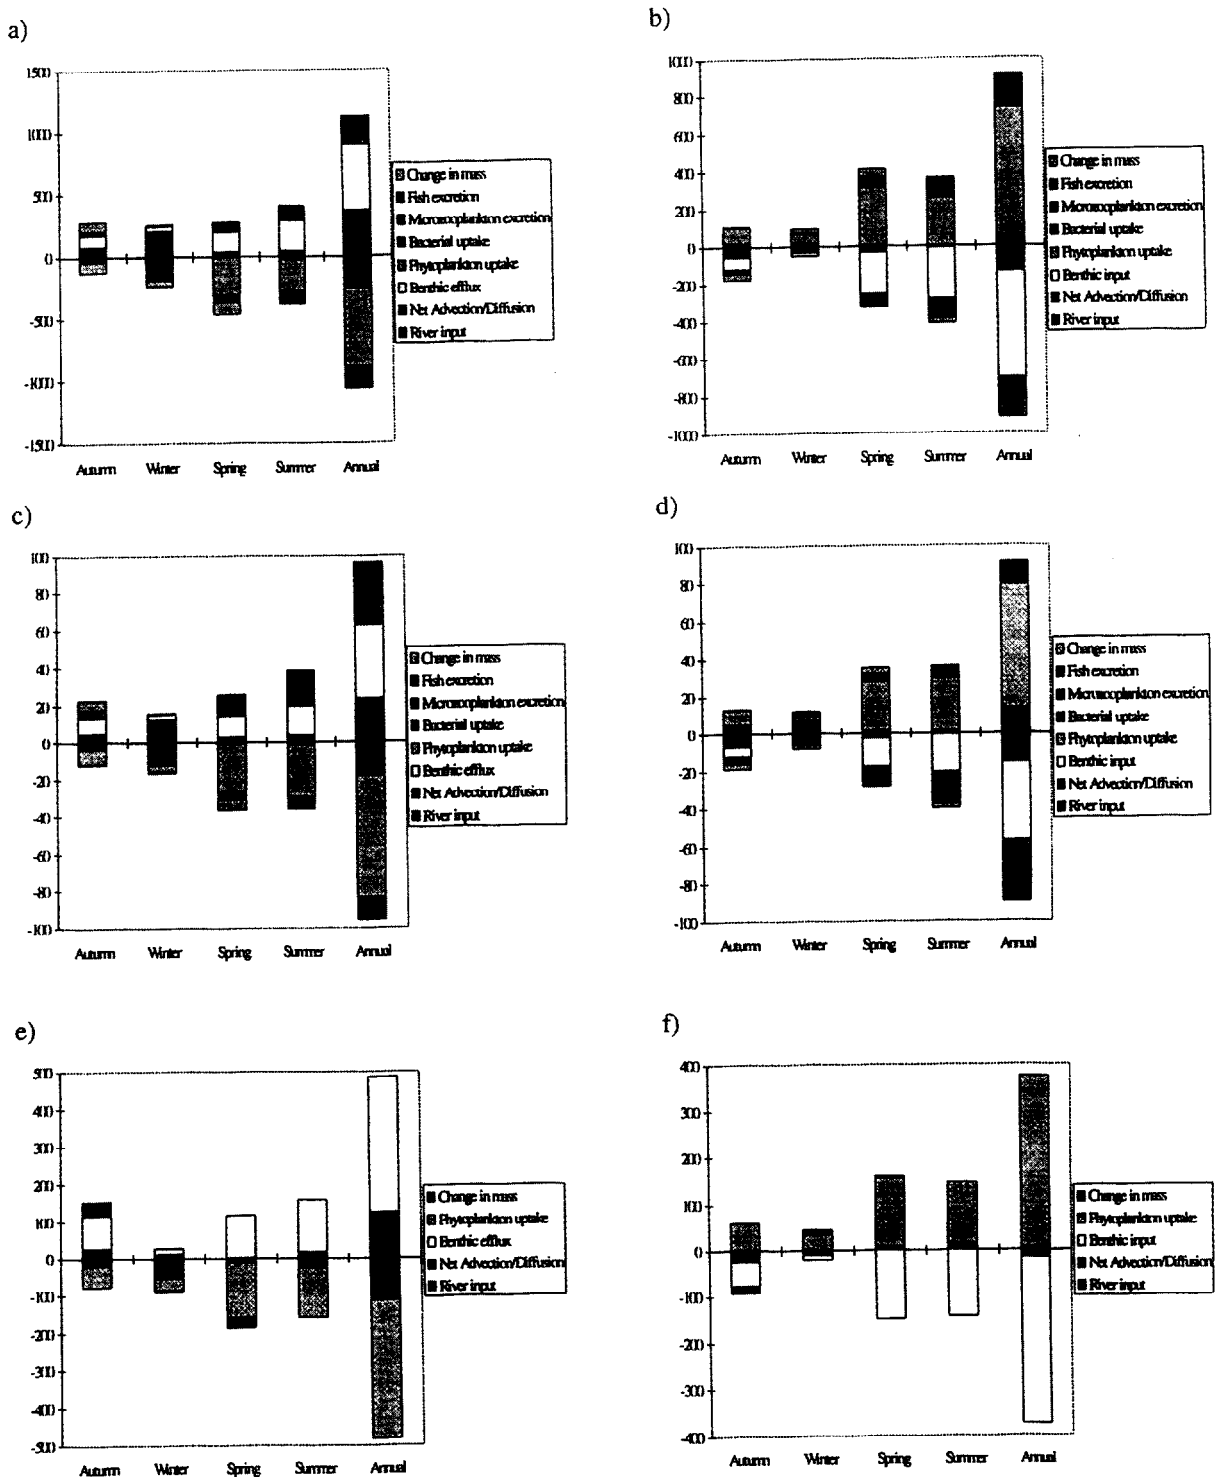 a)
1500
1000
500
0
-500
-1000
-1500
Autumn Winter Spring Summer Annual
Change in mass
Fish excretion
Microzooplankton excretion
Bacterial uptake
Phytoplankton uptake
Benthic efflux
Net Advection/Diffusion
River input
b)
1000
800
600
400
200
0
-200
-400
-600
-800
-1000
Autumn Winter Spring Summer Annual
Change in mass
Fish excretion
Microzooplankton excretion
Bacterial uptake
Phytoplankton uptake
Benthic input
Net Advection/Diffusion
River input
c)
100
80
60
40
20
0
-20
-40
-60
-80
-100
Autumn Winter Spring Summer Annual
Change in mass
Fish excretion
Microzooplankton excretion
Bacterial uptake
Phytoplankton uptake
Benthic efflux
Net Advection/Diffusion
River input
d)
100
80
60
40
20
0
-20
-40
-60
-80
-100
Autumn Winter Spring Summer Annual
Change in mass
Fish excretion
Microzooplankton excretion
Bacterial uptake
Phytoplankton uptake
Benthic input
Net Advection/Diffusion
River input
e)
500
400
300
200
100
0
-100
-200
-300
-400
-500
Autumn Winter Spring Summer Annual
Change in mass
Phytoplankton uptake
Benthic efflux
Net Advection/Diffusion
River input
f)
400
300
200
100
0
-100
-200
-300
-400
Autumn Winter Spring Summer Annual
Change in mass
Phytoplankton uptake
Benthic input
Net Advection/Diffusion
River input